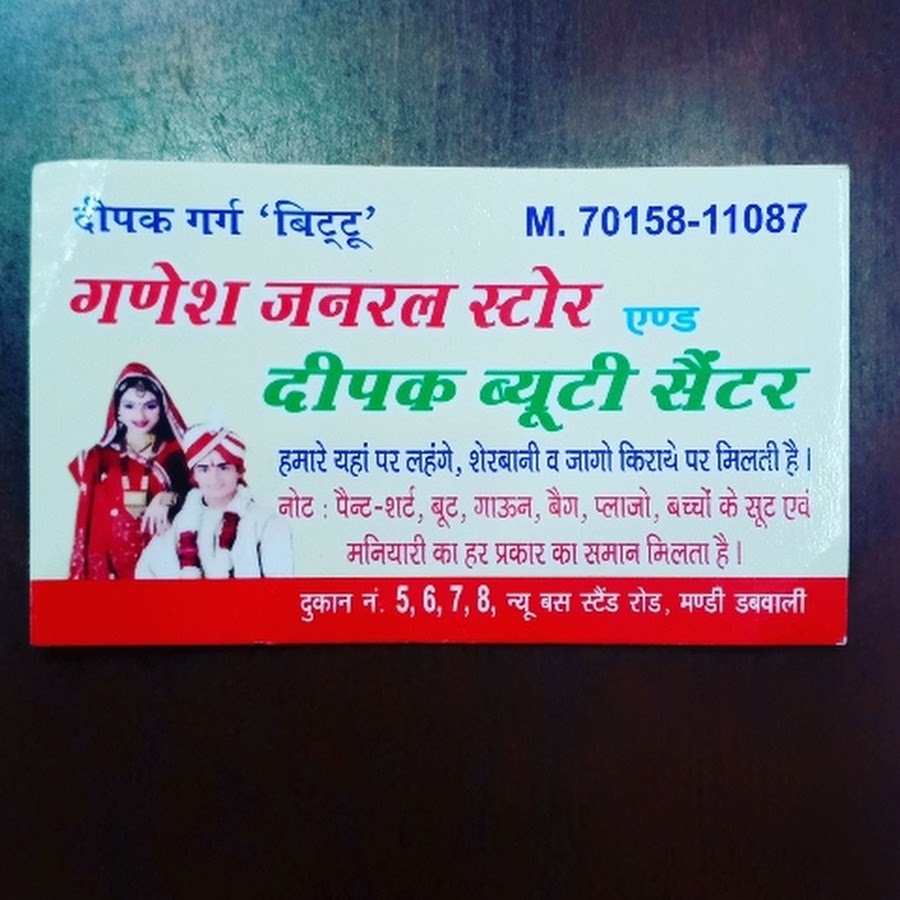 दीपक गर्ग ‘बिट्टू’ M. 70158-11087
गणेश जनरल स्टोर एण्ड
दीपक ब्यूटी सैंटर
हमारे यहां पर लहंगे, शेरबानी व जागो किराये पर मिलती है।
नोट : पैन्ट-शर्ट, बूट, गाऊन, बैग, प्लाजो, बच्चों के सूट एवं
मनियारी का हर प्रकार का समान मिलता है।
दुकान नं. 5, 6, 7, 8, न्यू बस स्टैंड रोड, मण्डी डबवाली